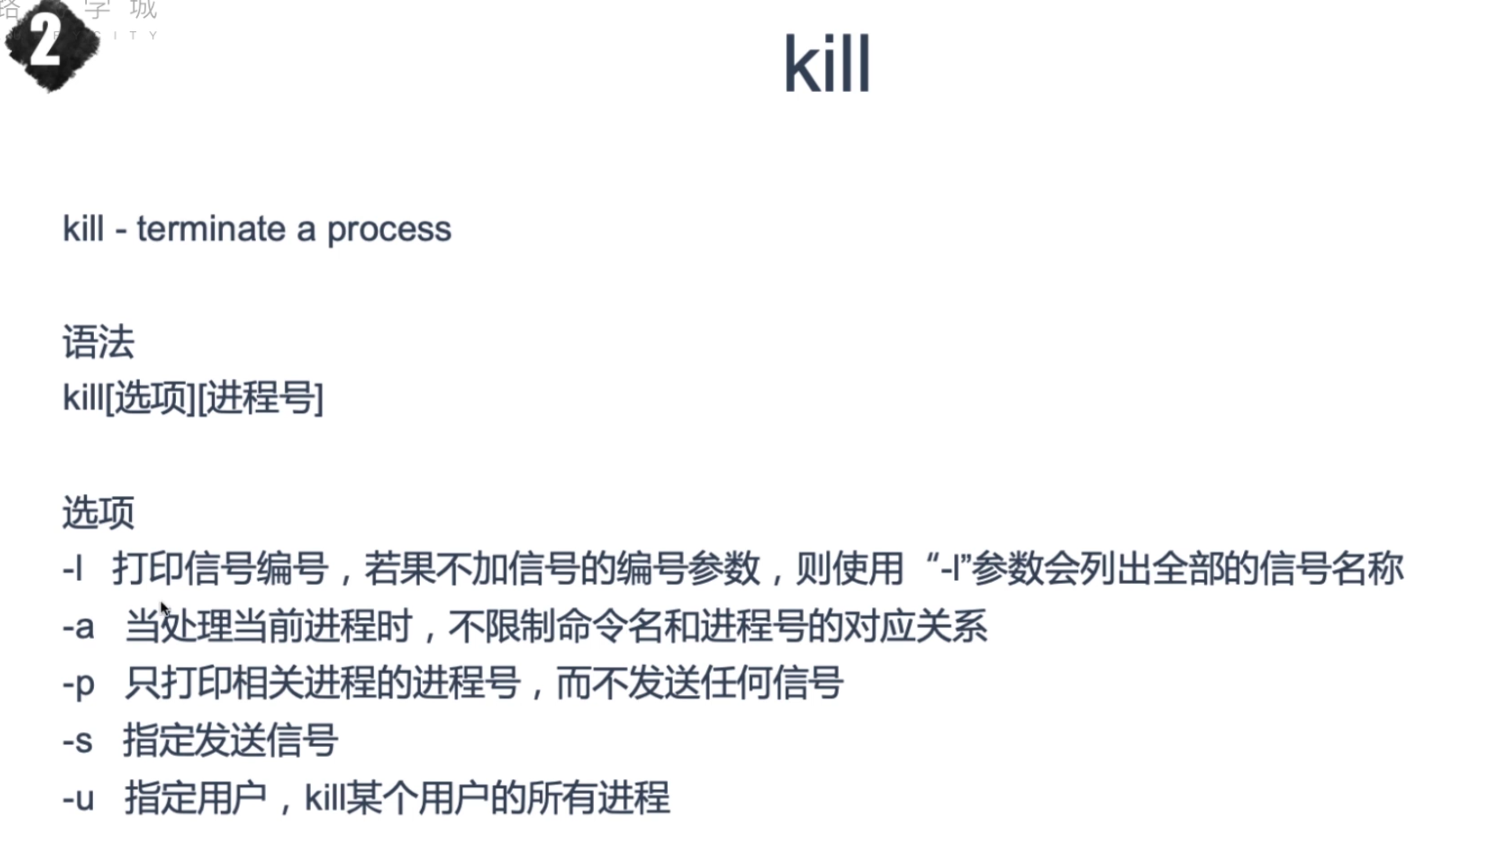 路 学 城
2
C I T Y
kill
kill - terminate a process
语法
kill[选项][进程号]
选项
-l 打印信号编号，若果不加信号的编号参数，则使用“-l”参数会列出全部的信号名称
-a 当处理当前进程时，不限制命令名和进程号的对应关系
-p 只打印相关进程的进程号，而不发送任何信号
-s 指定发送信号
-u 指定用户，kill某个用户的所有进程